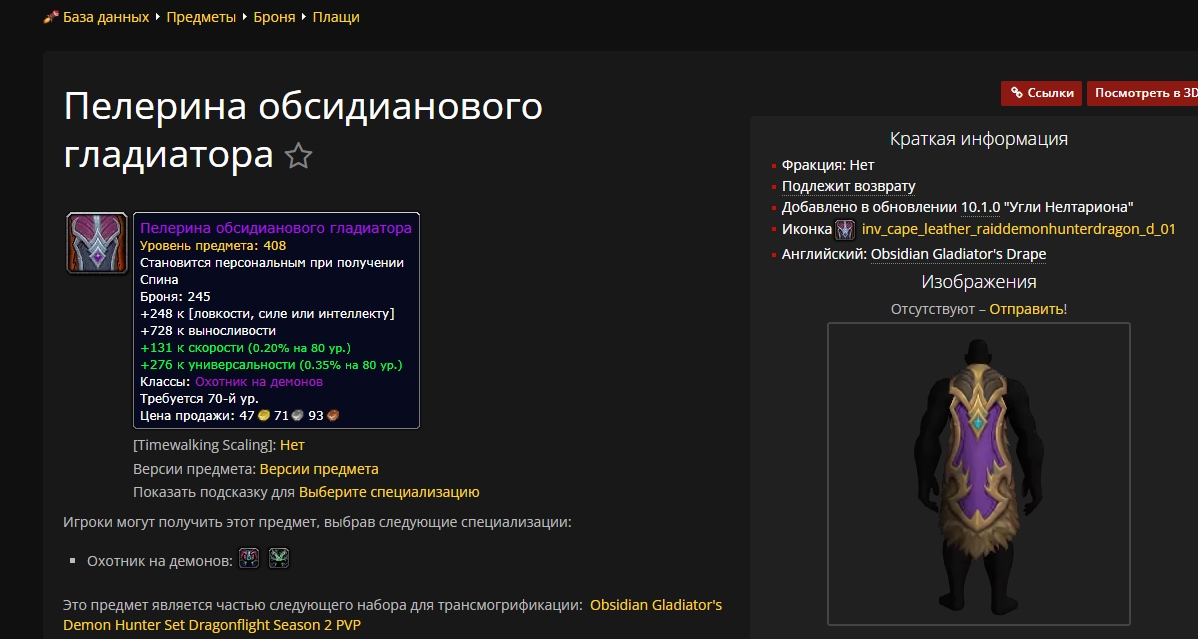 База данных Предметы Броня Плащи
Пелерина обсидианового
гладиатора
Ссылки
Посмотреть в 3D
Пелерина обсидианового гладиатора
Уровень предмета: 408
Становится персональным при получении
Спина
Броня: 245
+248 к [ловкости, силе или интеллекту]
+728 к выносливости
+131 к скорости (0.20% на 80 ур.)
+276 к универсальности (0.35% на 80 ур.)
Классы: Охотник на демонов
Требуется 70-й ур.
Цена продажи: 47 71 93
[Timewalking Scaling]: Нет
Версии предмета: Версии предмета
Показать подсказку для Выберите специализацию
Игроки могут получить этот предмет, выбрав следующие специализации:
Охотник на демонов:
Это предмет является частью следующего набора для трансмогрификации: Obsidian Gladiator's
Demon Hunter Set Dragonflight Season 2 PVP
Краткая информация
Фракция: Нет
Подлежит возврату
Добавлено в обновлении 10.1.0 "Угли Нелтариона"
Иконка inv_cape_leather_raiddemonhunterdragon_d_01
Английский: Obsidian Gladiator's Drape
Изображения
Отсутствуют – Отправить!